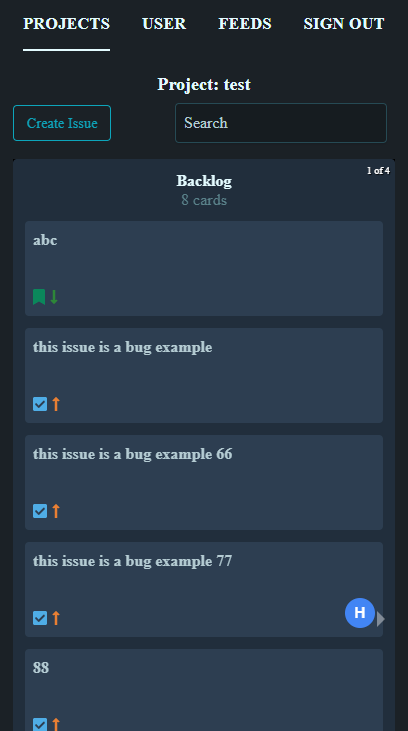 PROJECTS USER FEEDS SIGN OUT
Project: test
Create Issue Search
1 of 4
Backlog
8 cards
abc
this issue is a bug example
this issue is a bug example 66
this issue is a bug example 77
H
88